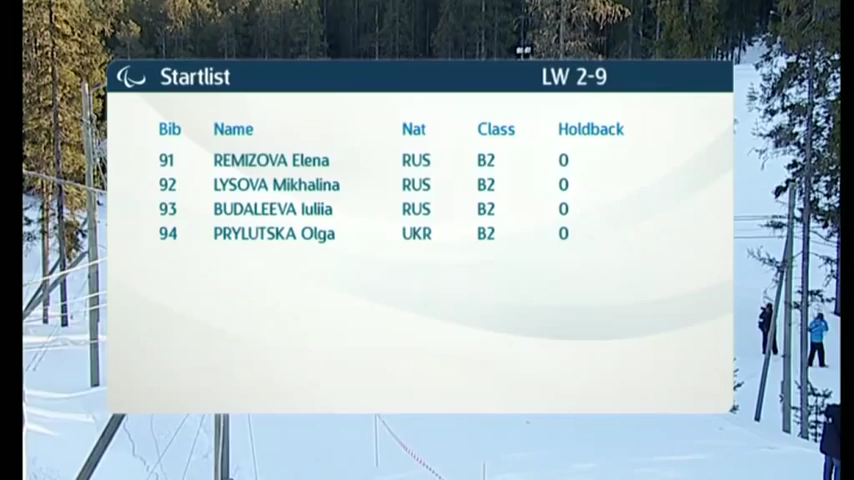 Startlist LW 2-9
Bib Name Nat Class Holdback
91 REMIZOVA Elena RUS B2 0
92 LYSOVA Mikhalina RUS B2 0
93 BUDALEEVA Iuliia RUS B2 0
94 PRYLUTSKA Olga UKR B2 0